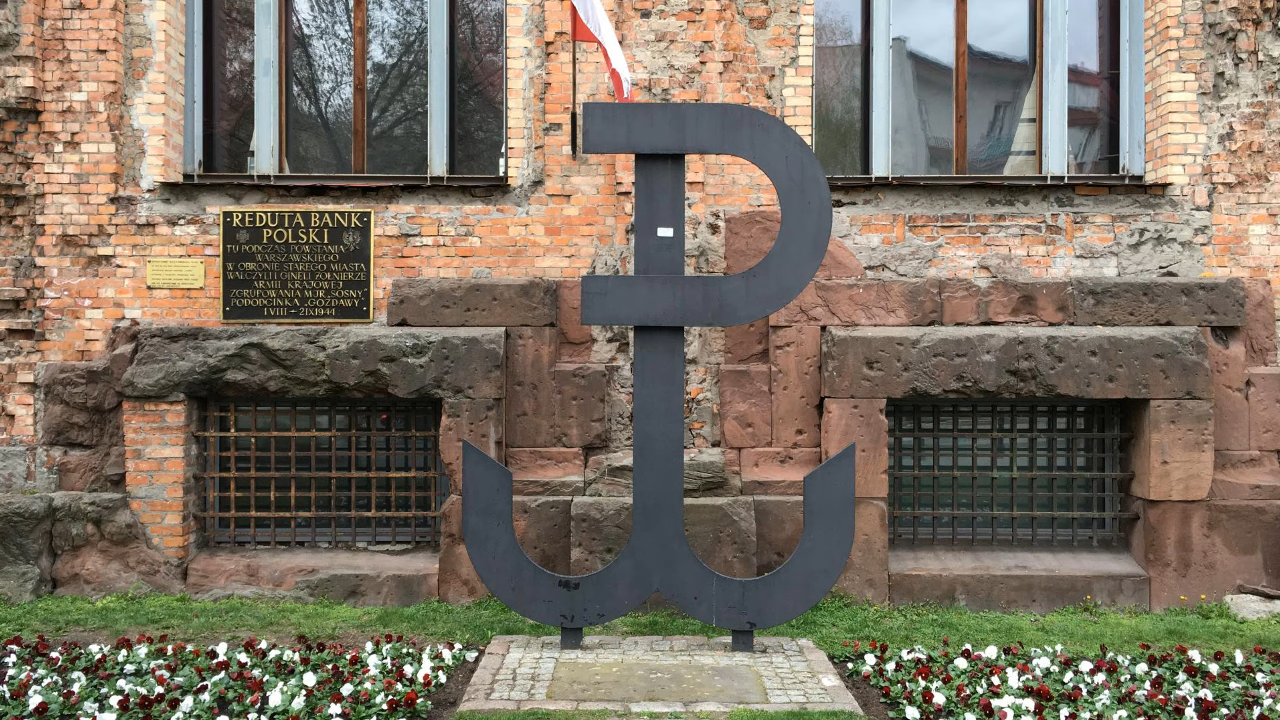 ·REDUTA BANK·
POLSKI
TU PODCZAS POWSTANIA
WARSZAWSKIEGO
W OBRONIE STAREGO MIASTA
WALCZYLI I GINĘLI ŻOŁNIERZE
ARMII KRAJOWEJ
ZGRUPOWANIA MJR „SOSNY”
PODODCINKA „GOZDAWY”
1 VIII – 2 IX 1944